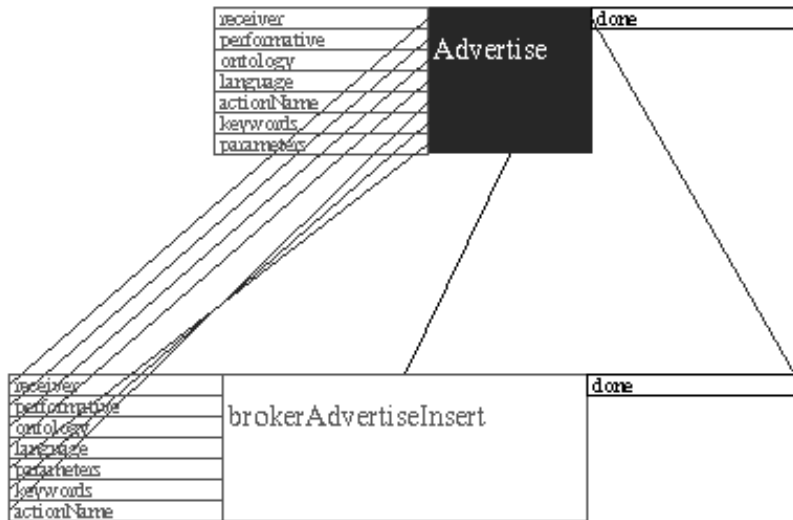 receiver
performative
ontology
language
actionName
keywords
parameters
Advertise
done
receiver
performative
ontology
language
parameters
keywords
actionName
brokerAdvertiseInsert
done